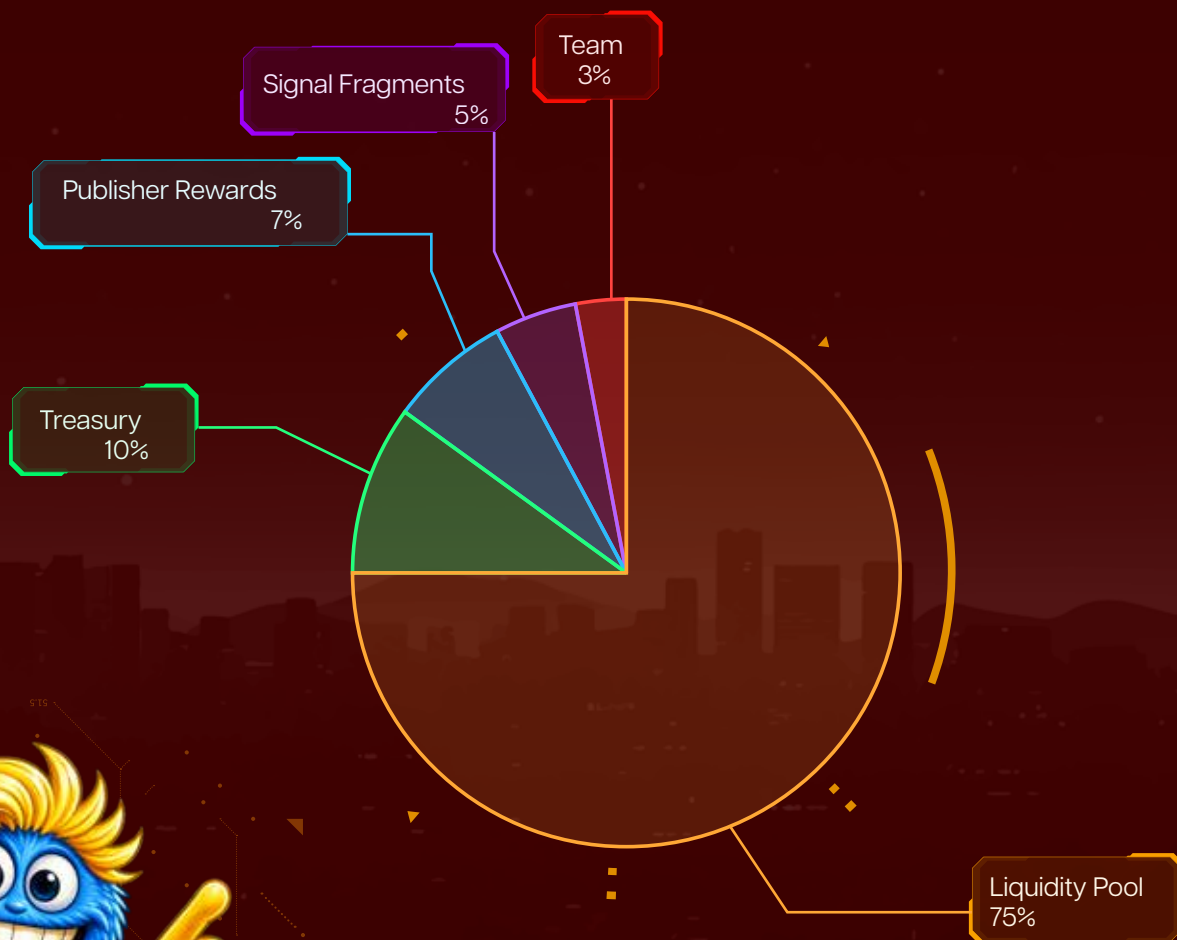 Team
3%
Signal Fragments
5%
Publisher Rewards
7%
Treasury
10%
Liquidity Pool
75%